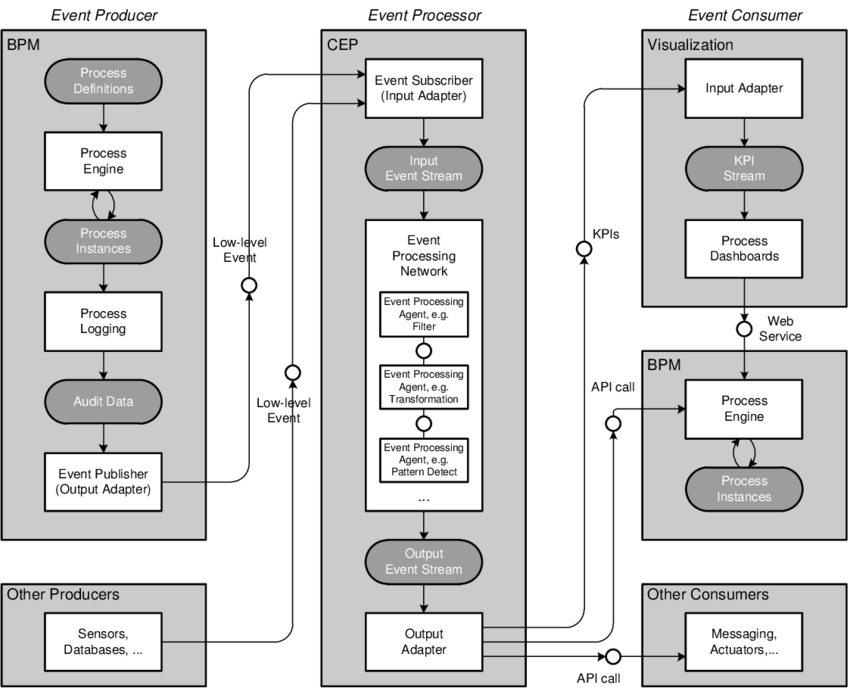 Event Producer
Event Processor
Event Consumer
BPM
Process
Definitions
Process
Engine
Process
Instances
Process
Logging
Audit Data
Event Publisher
(Output Adapter)
Low-level
Event
Low-level
Event
Other Producers
Sensors,
Databases, ...
CEP
Event Subscriber
(Input Adapter)
Input
Event Stream
Event
Processing
Network
Event Processing
Agent, e.g.
Filter
Event Processing
Agent, e.g.
Transformation
Event Processing
Agent, e.g.
Pattern Detect
...
Output
Event Stream
Output
Adapter
KPIs
API call
API call
Visualization
Input Adapter
KPI
Stream
Process
Dashboards
Web
Service
BPM
Process
Engine
Process
Instances
Other Consumers
Messaging,
Actuators,...